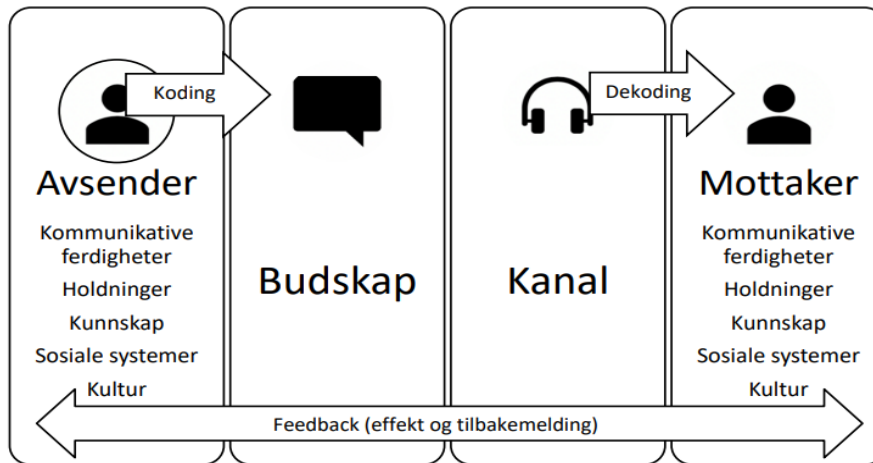 Koding
Avsender
Kommunikative
ferdigheter
Holdninger
Kunnskap
Sosiale systemer
Kultur
Budskap
Kanal
Dekoding
Mottaker
Kommunikative
ferdigheter
Holdninger
Kunnskap
Sosiale systemer
Kultur
Feedback (effekt og tilbakemelding)